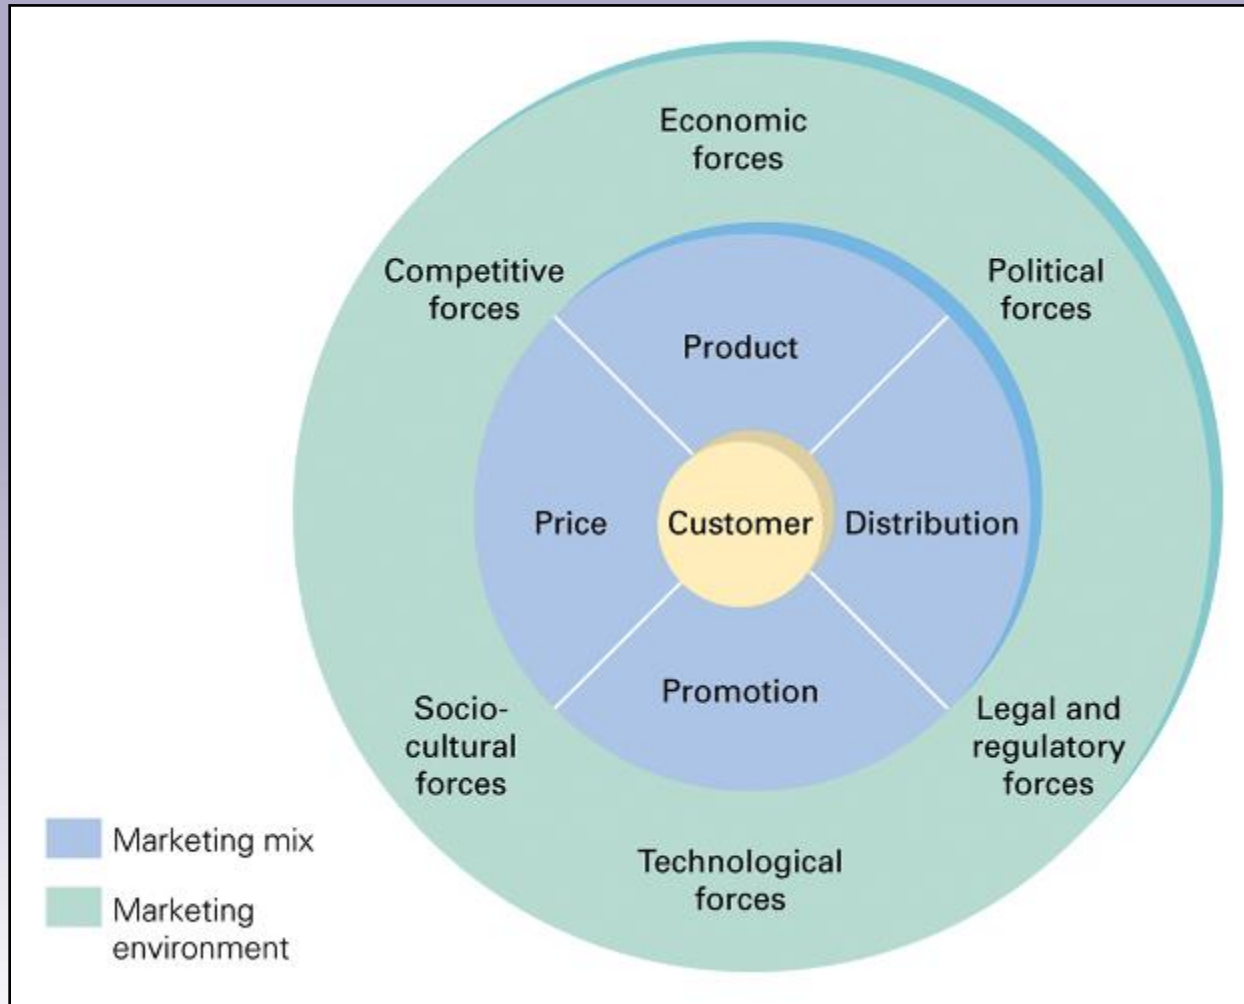 Economic
forces
Competitive
forces
Political
forces
Product
Price
Customer
Distribution
Promotion
Socio-
cultural
forces
Legal and
regulatory
forces
Technological
forces
Marketing mix
Marketing
environment